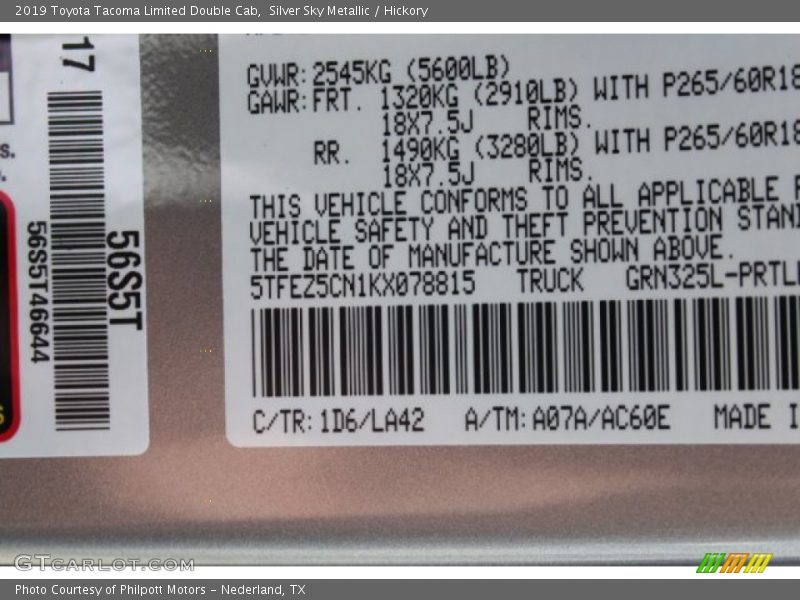 2019 Toyota Tacoma Limited Double Cab,  Silver Sky Metallic / Hickory
17
56S5T
56S5T46644
S.
GVWR: 2545KG (5600LB)
GAWR: FRT. 1320KG (2910LB) WITH P265/60R18
18X7.5J RIMS.
RR. 1490KG (3280LB) WITH P265/60R18
18X7.5J RIMS.
THIS VEHICLE CONFORMS TO ALL APPLICABLE F
VEHICLE SAFETY AND THEFT PREVENTION STAN
THE DATE OF MANUFACTURE SHOWN ABOVE.
5TFEZ5CN1KX078815 TRUCK GRN325L-PRTL
C/TR: 1D6/LA42 A/TM: A07A/AC60E MADE I
GTCARLOT.COM
Photo Courtesy of Philpott Motors - Nederland, TX